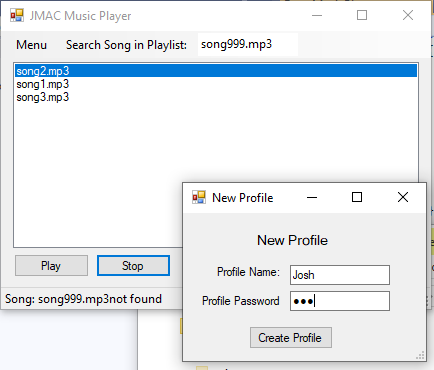 JMAC Music Player
Menu Search Song in Playlist: song999.mp3
song2.mp3
song1.mp3
song3.mp3
Play Stop
Song: song999.mp3not found
New Profile
New Profile
Profile Name: Josh
Profile Password ●●●
Create Profile